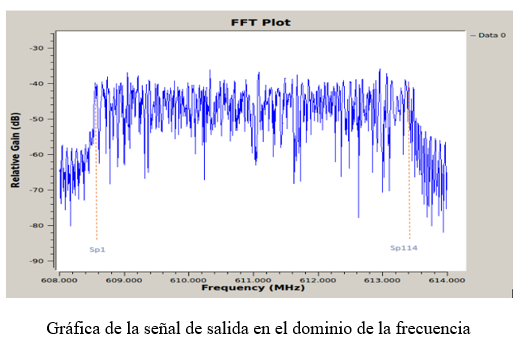 FFT Plot
Data 0
Relative Gain (dB)
-30
-40
-50
-60
-70
-80
-90
Sp1
Sp114
608.000
609.000
610.000
611.000
612.000
613.000
614.000
Frequency (MHz)
Gráfica de la señal de salida en el dominio de la frecuencia